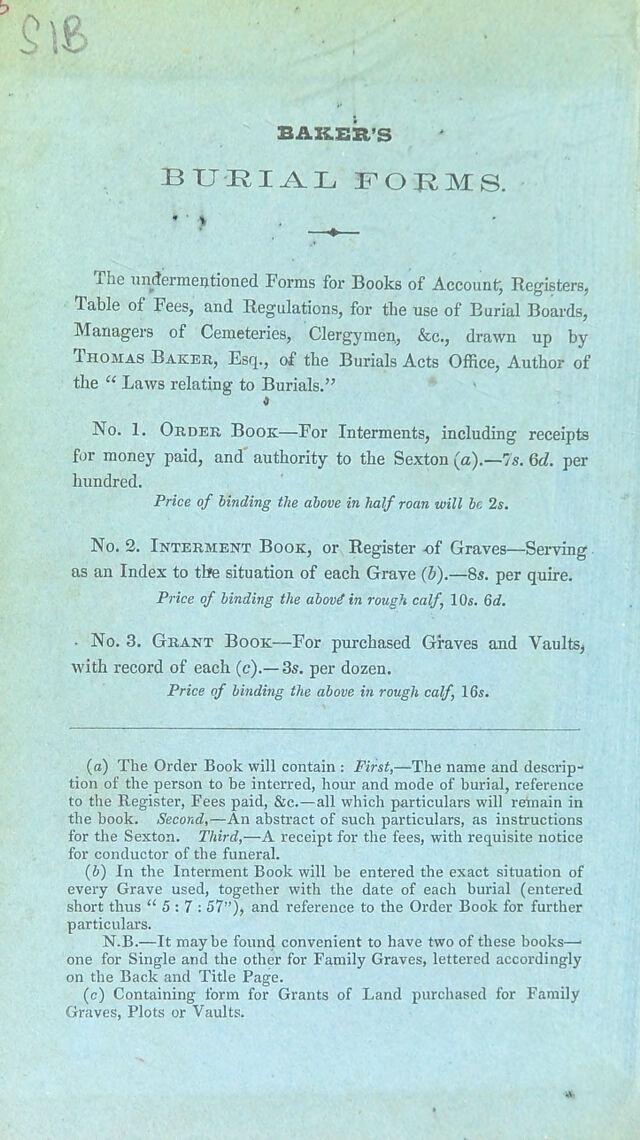 S1B
BAKER'S
BURIAL FORMS.
The undermentioned Forms for Books of Account, Registers,
Table of Fees, and Regulations, for the use of Burial Boards,
Managers of Cemeteries, Clergymen, &c., drawn up by
THOMAS BAKER, Esq., of the Burials Acts Office, Author of
the “ Laws relating to Burials.”
No. 1. ORDER BOOK—For Interments, including receipts
for money paid, and authority to the Sexton (a).—7s. 6d. per
hundred.
Price of binding the above in half roan will be 2s.
No. 2. INTERMENT BOOK, or Register of Graves—Serving
as an Index to the situation of each Grave (b).—8s. per quire.
Price of binding the above in rough calf, 10s. 6d.
No. 3. GRANT BOOK—For purchased Graves and Vaults,
with record of each (c).—3s. per dozen.
Price of binding the above in rough calf, 16s.
(a) The Order Book will contain : First,—The name and descrip-
tion of the person to be interred, hour and mode of burial, reference
to the Register, Fees paid, &c.—all which particulars will remain in
the book. Second,—An abstract of such particulars, as instructions
for the Sexton. Third,—A receipt for the fees, with requisite notice
for conductor of the funeral.
(b) In the Interment Book will be entered the exact situation of
every Grave used, together with the date of each burial (entered
short thus “ 5 : 7 : 57”), and reference to the Order Book for further
particulars.
N.B.—It may be found convenient to have two of these books—
one for Single and the other for Family Graves, lettered accordingly
on the Back and Title Page.
(c) Containing form for Grants of Land purchased for Family
Graves, Plots or Vaults.